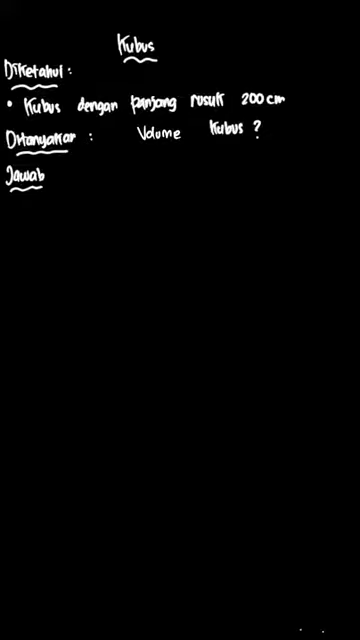 Kubus
Diketahui:
• Kubus dengan panjang rusuk 200 cm
Ditanyakan : Volume Kubus ?
Jawab